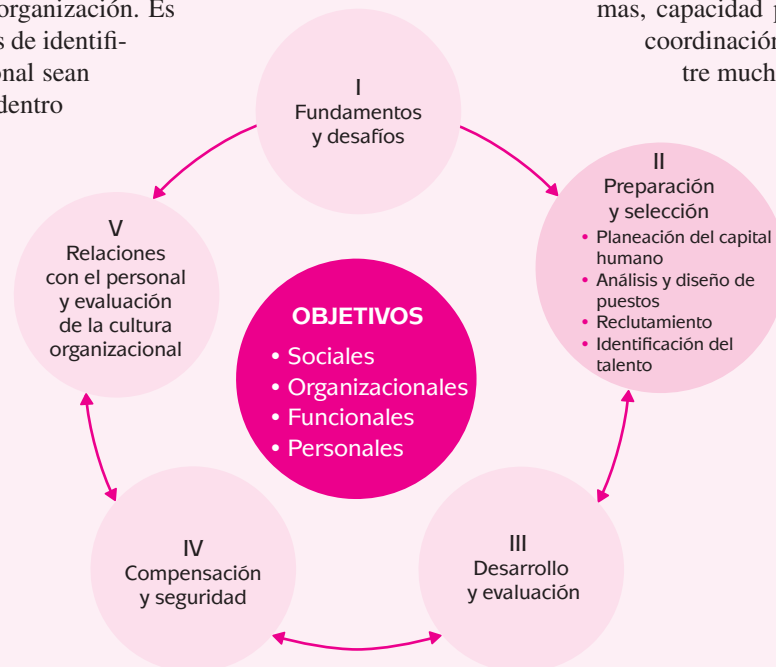 organización. Es
s de identifi-
onal sean
dentro
mas, capacidad p
coordinación
tre much
I
Fundamentos
y desafíos
II
Preparación
y selección
• Planeación del capital
humano
• Análisis y diseño de
puestos
• Reclutamiento
• Identificación del
talento
V
Relaciones
con el personal
y evaluación
de la cultura
organizacional
OBJETIVOS
• Sociales
• Organizacionales
• Funcionales
• Personales
IV
Compensación
y seguridad
III
Desarrollo
y evaluación